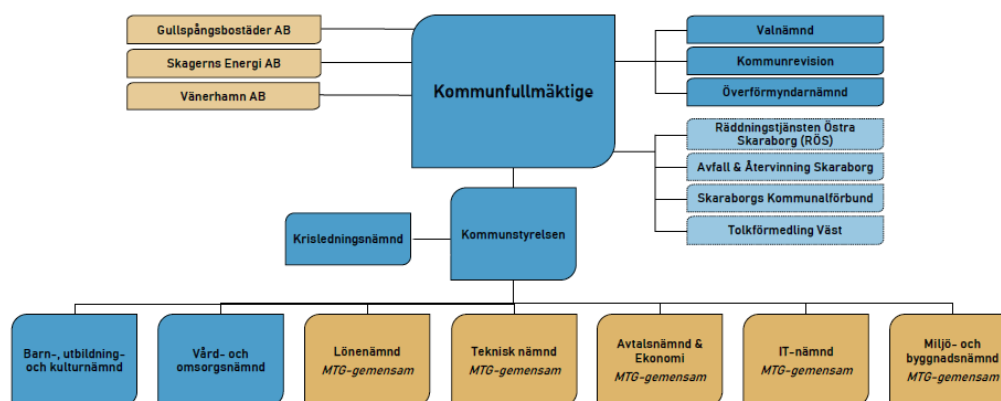 Gullspångsbostäder AB
Skagerns Energi AB
Vänerhamn AB
Kommunfullmäktige
Valnämnd
Kommunrevision
Överförmyndarnämnd
Räddningstjänsten Östra
Skaraborg (RÖS)
Avfall & Återvinning Skaraborg
Skaraborgs Kommunalförbund
Tolkförmedling Väst
Krisledningsnämnd
Kommunstyrelsen
Barn-, utbildning-
och kulturnämnd
Vård- och
omsorgsnämnd
Lönenämnd
MTG-gemensam
Teknisk nämnd
MTG-gemensam
Avtalsnämnd &
Ekonomi
MTG-gemensam
IT-nämnd
MTG-gemensam
Miljö- och
byggnadsnämnd
MTG-gemensam